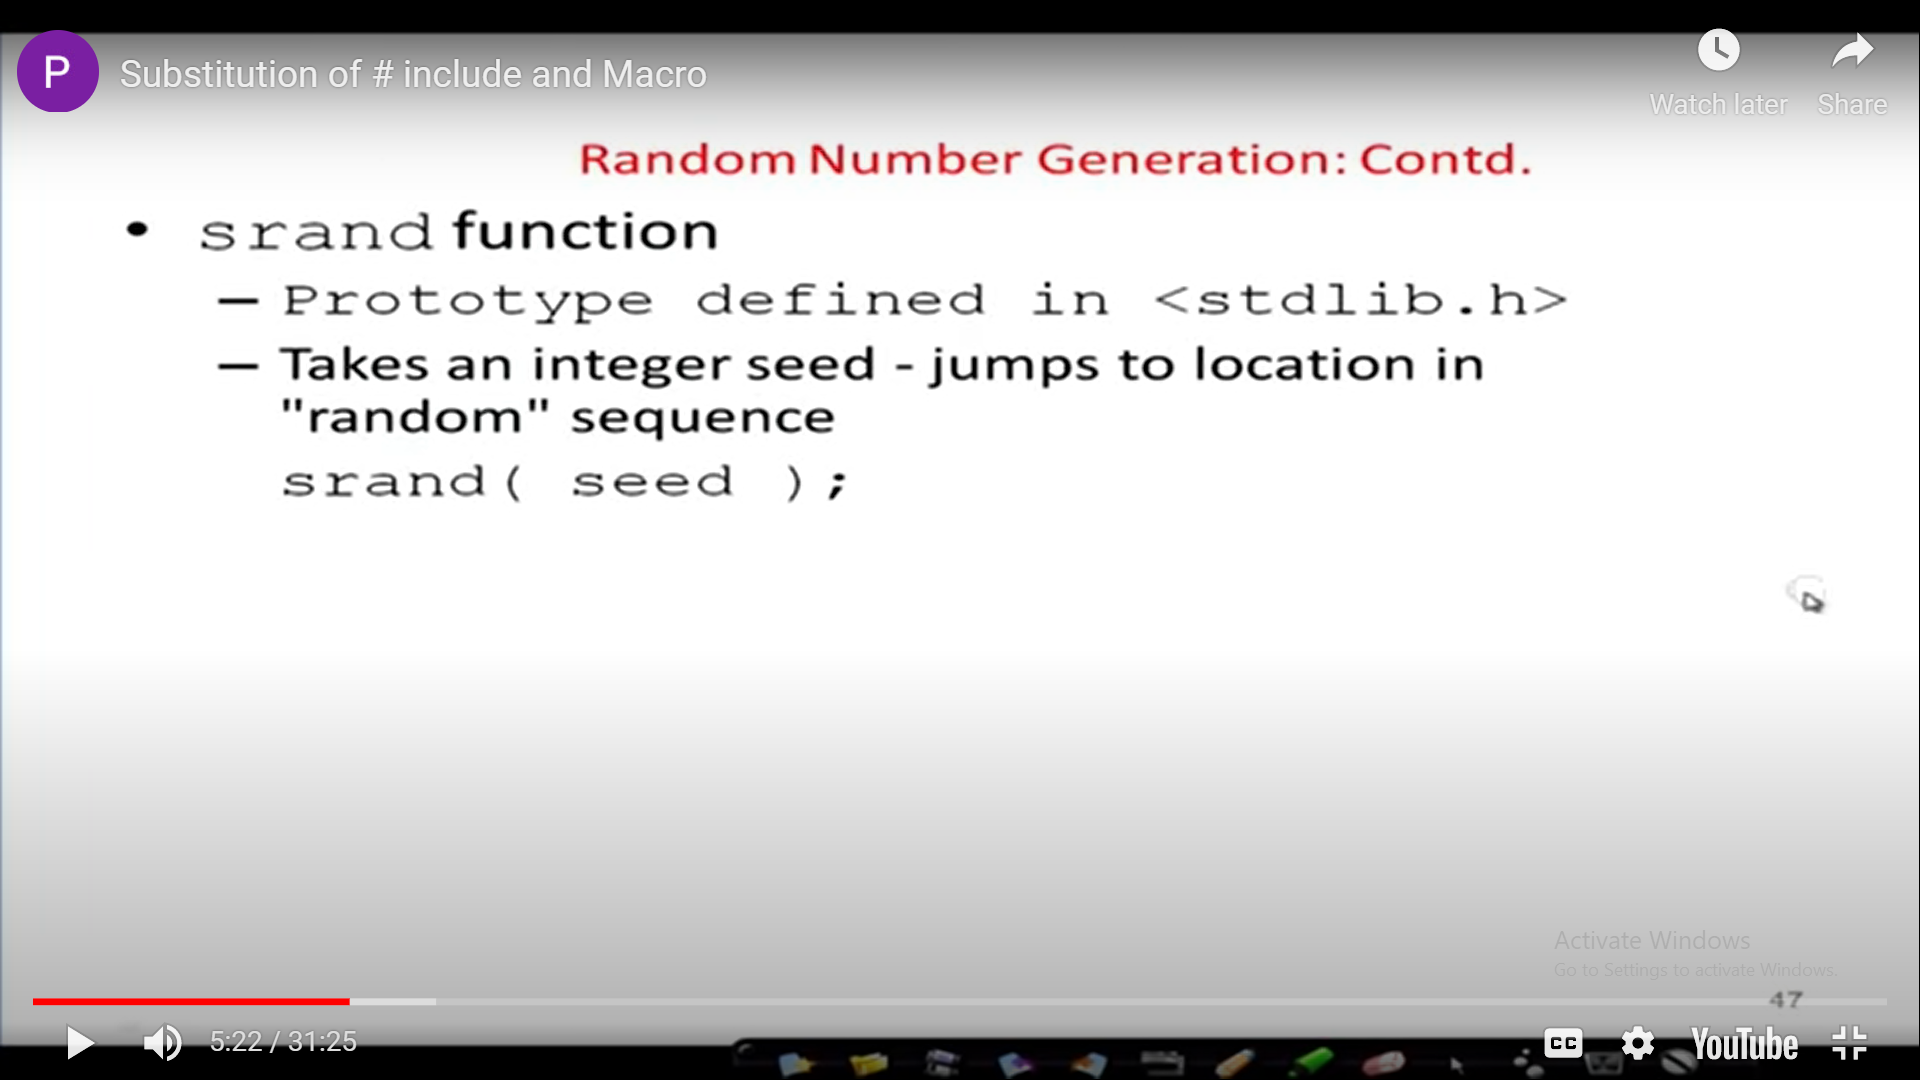 P
Substitution of # include and Macro
Watch later
Share
Random Number Generation: Contd.
• srand function
– Prototype defined in <stdlib.h>
– Takes an integer seed - jumps to location in
"random" sequence
srand( seed );
Activate Windows
Go to Settings to activate Windows.
47
5:22 / 31:25
CC
YouTube